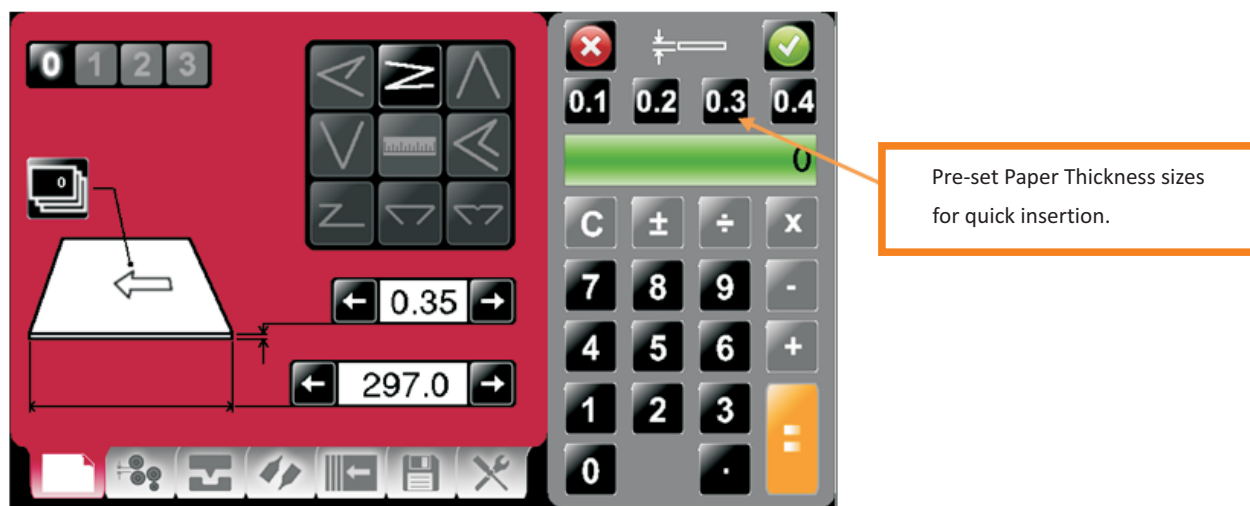 0 1 2 3
0
0.35
297.0
0.1 0.2 0.3 0.4
0
C ± ÷ x
7 8 9 -
4 5 6 +
1 2 3 =
0 .
Pre-set Paper Thickness sizes
for quick insertion.